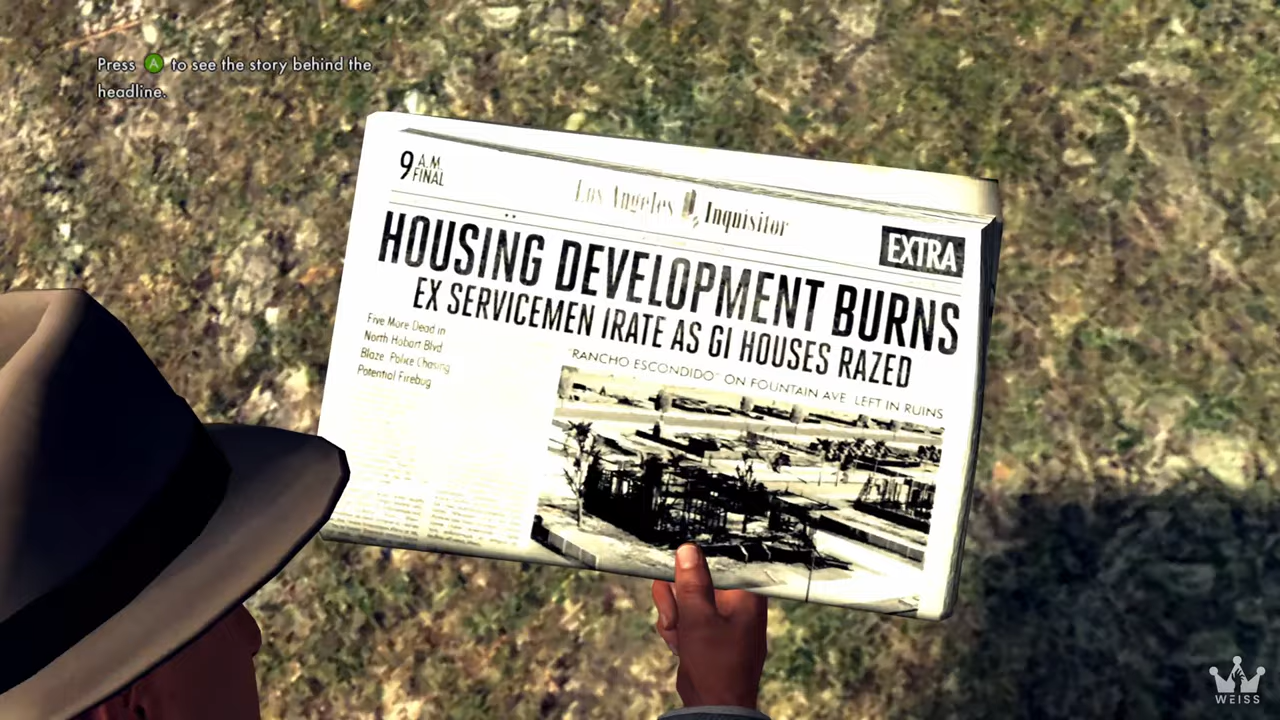 Press A to see the story behind the
headline.
9 A.M.
FINAL
Los Angeles Inquisitor
EXTRA
HOUSING DEVELOPMENT BURNS
EX SERVICEMEN IRATE AS GI HOUSES RAZED
Five More Dead in
North Hobart Blvd
Blaze. Police Chasing
Potential Firebug
"RANCHO ESCONDIDO" ON FOUNTAIN AVE. LEFT IN RUINS
WEISS